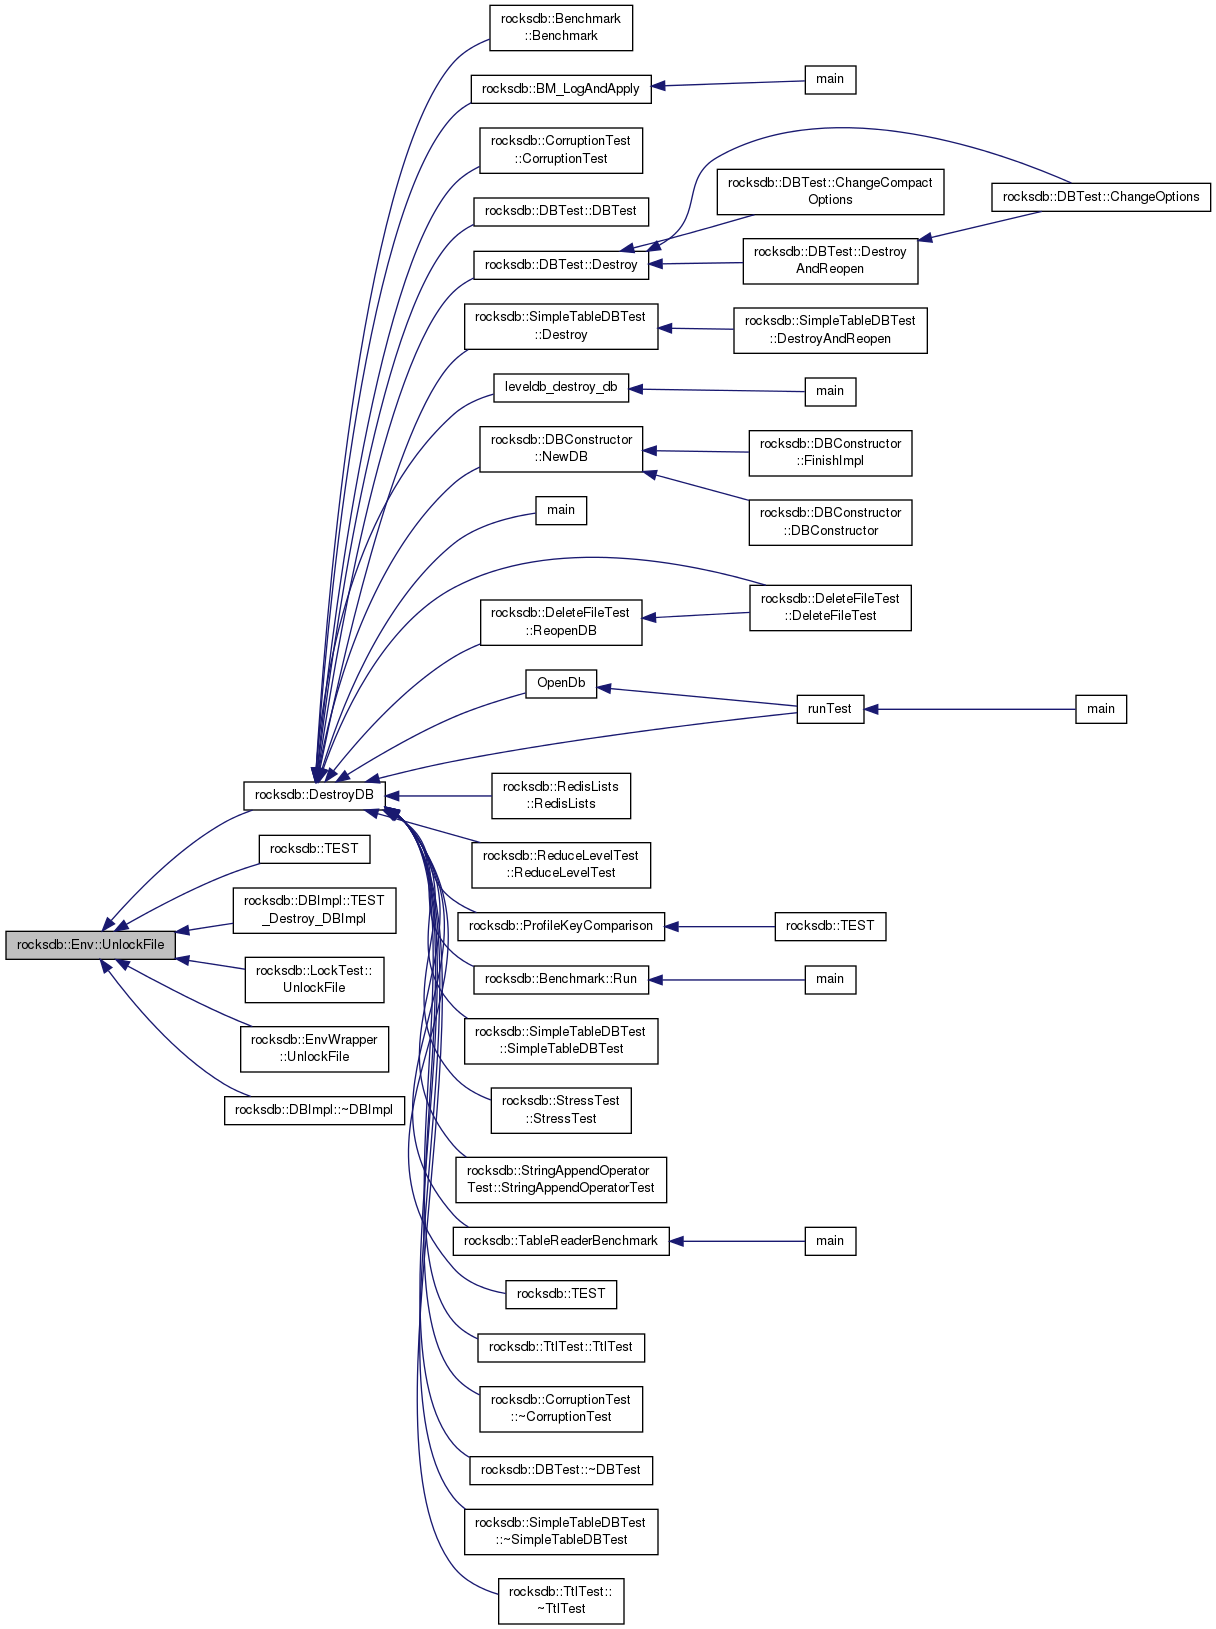 rocksdb::Benchmark
::Benchmark
rocksdb::BM_LogAndApply
main
rocksdb::CorruptionTest
::CorruptionTest
rocksdb::DBTest::ChangeCompact
Options
rocksdb::DBTest::ChangeOptions
rocksdb::DBTest::DBTest
rocksdb::DBTest::Destroy
rocksdb::DBTest::Destroy
AndReopen
rocksdb::SimpleTableDBTest
::Destroy
rocksdb::SimpleTableDBTest
::DestroyAndReopen
leveldb_destroy_db
main
rocksdb::DBConstructor
::NewDB
rocksdb::DBConstructor
::FinishImpl
main
rocksdb::DBConstructor
::DBConstructor
rocksdb::DeleteFileTest
::DeleteFileTest
rocksdb::DeleteFileTest
::ReopenDB
OpenDb
runTest
main
rocksdb::DestroyDB
rocksdb::RedisLists
::RedisLists
rocksdb::TEST
rocksdb::ReduceLevelTest
::ReduceLevelTest
rocksdb::DBImpl::TEST
_Destroy_DBImpl
rocksdb::ProfileKeyComparison
rocksdb::TEST
rocksdb::Env::UnlockFile
rocksdb::LockTest::
UnlockFile
rocksdb::Benchmark::Run
main
rocksdb::EnvWrapper
::UnlockFile
rocksdb::SimpleTableDBTest
::SimpleTableDBTest
rocksdb::DBImpl::~DBImpl
rocksdb::StressTest
::StressTest
rocksdb::StringAppendOperator
Test::StringAppendOperatorTest
rocksdb::TableReaderBenchmark
main
rocksdb::TEST
rocksdb::TtlTest::TtlTest
rocksdb::CorruptionTest
::~CorruptionTest
rocksdb::DBTest::~DBTest
rocksdb::SimpleTableDBTest
::~SimpleTableDBTest
rocksdb::TtlTest::
~TtlTest